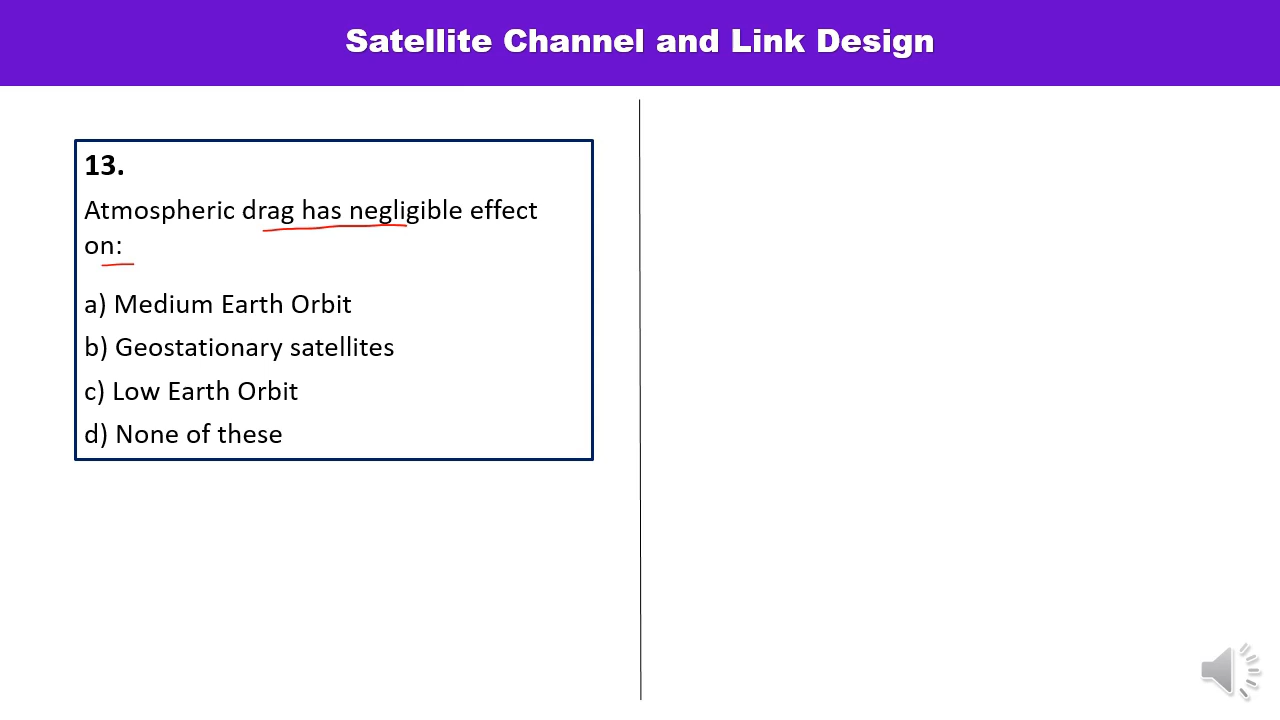 Satellite Channel and Link Design
13.
Atmospheric drag has negligible effect
on:
a) Medium Earth Orbit
b) Geostationary satellites
c) Low Earth Orbit
d) None of these